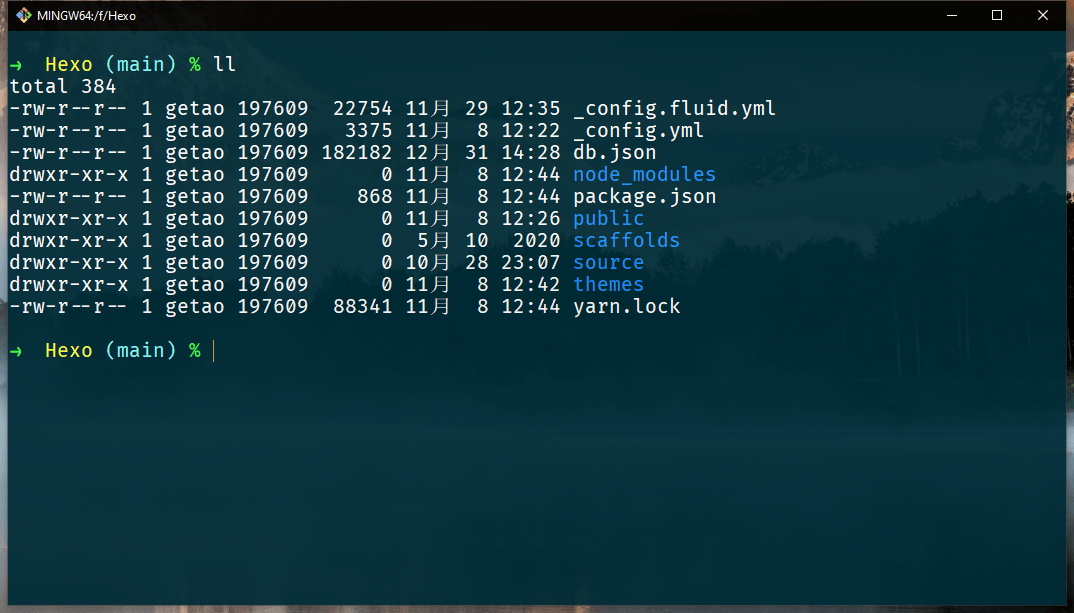 MINGW64:/f/Hexo
→ Hexo (main) % ll
total 384
-rw-r--r-- 1 getao 197609  22754 11月 29 12:35 _config.fluid.yml
-rw-r--r-- 1 getao 197609   3375 11月  8 12:22 _config.yml
-rw-r--r-- 1 getao 197609 182182 12月 31 14:28 db.json
drwxr-xr-x 1 getao 197609      0 11月  8 12:44 node_modules
-rw-r--r-- 1 getao 197609    868 11月  8 12:44 package.json
drwxr-xr-x 1 getao 197609      0 11月  8 12:26 public
drwxr-xr-x 1 getao 197609      0  5月 10  2020 scaffolds
drwxr-xr-x 1 getao 197609      0 10月 28 23:07 source
drwxr-xr-x 1 getao 197609      0 11月  8 12:42 themes
-rw-r--r-- 1 getao 197609  88341 11月  8 12:44 yarn.lock
→ Hexo (main) %